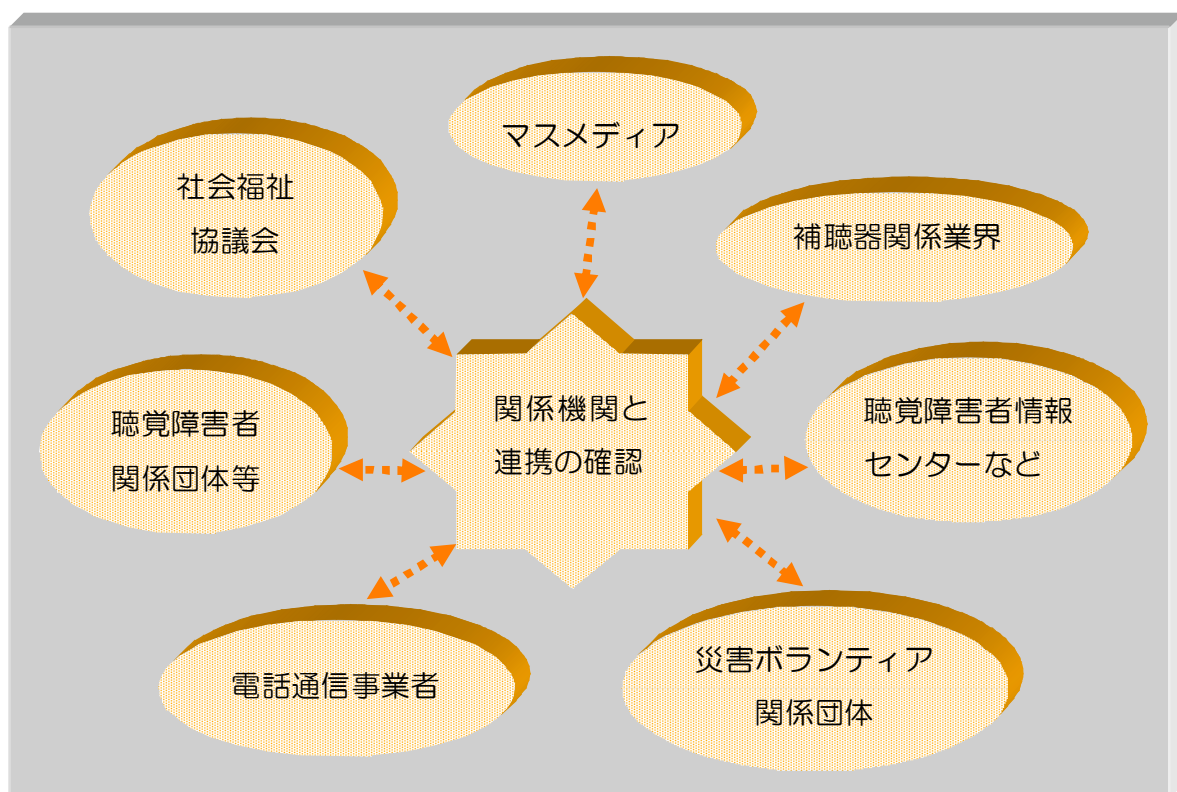 マスメディア
社会福祉
協議会
補聴器関係業界
関係機関と
連携の確認
聴覚障害者
関係団体等
聴覚障害者情報
センターなど
電話通信事業者
災害ボランティア
関係団体